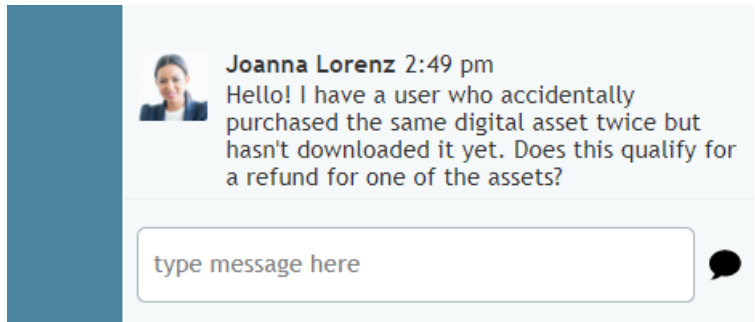 Joanna Lorenz 2:49 pm
Hello! I have a user who accidentally
purchased the same digital asset twice but
hasn't downloaded it yet. Does this qualify for
a refund for one of the assets?
type message here